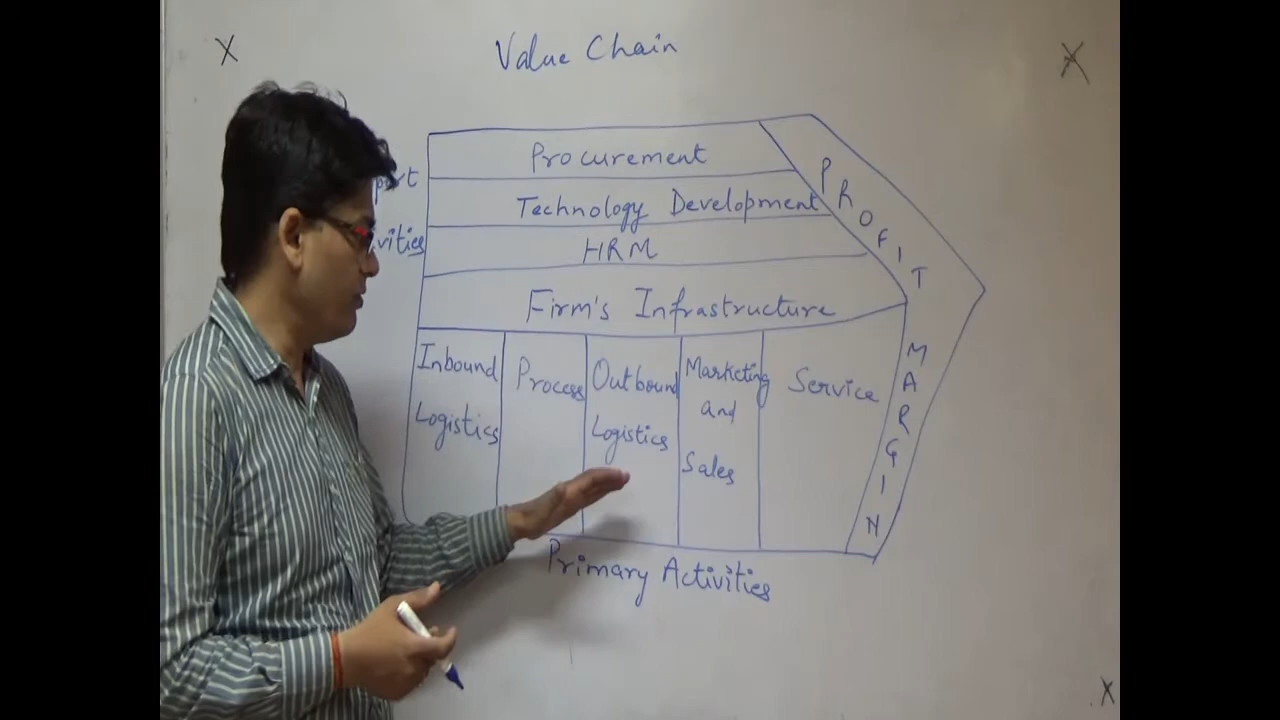 Value Chain
Procurement
Technology Development
HRM
Firm's Infrastructure
Inbound
Logistics
Process
Outbound
Logistics
Marketing
and
Sales
Service
PROFIT MARGIN
Primary Activities